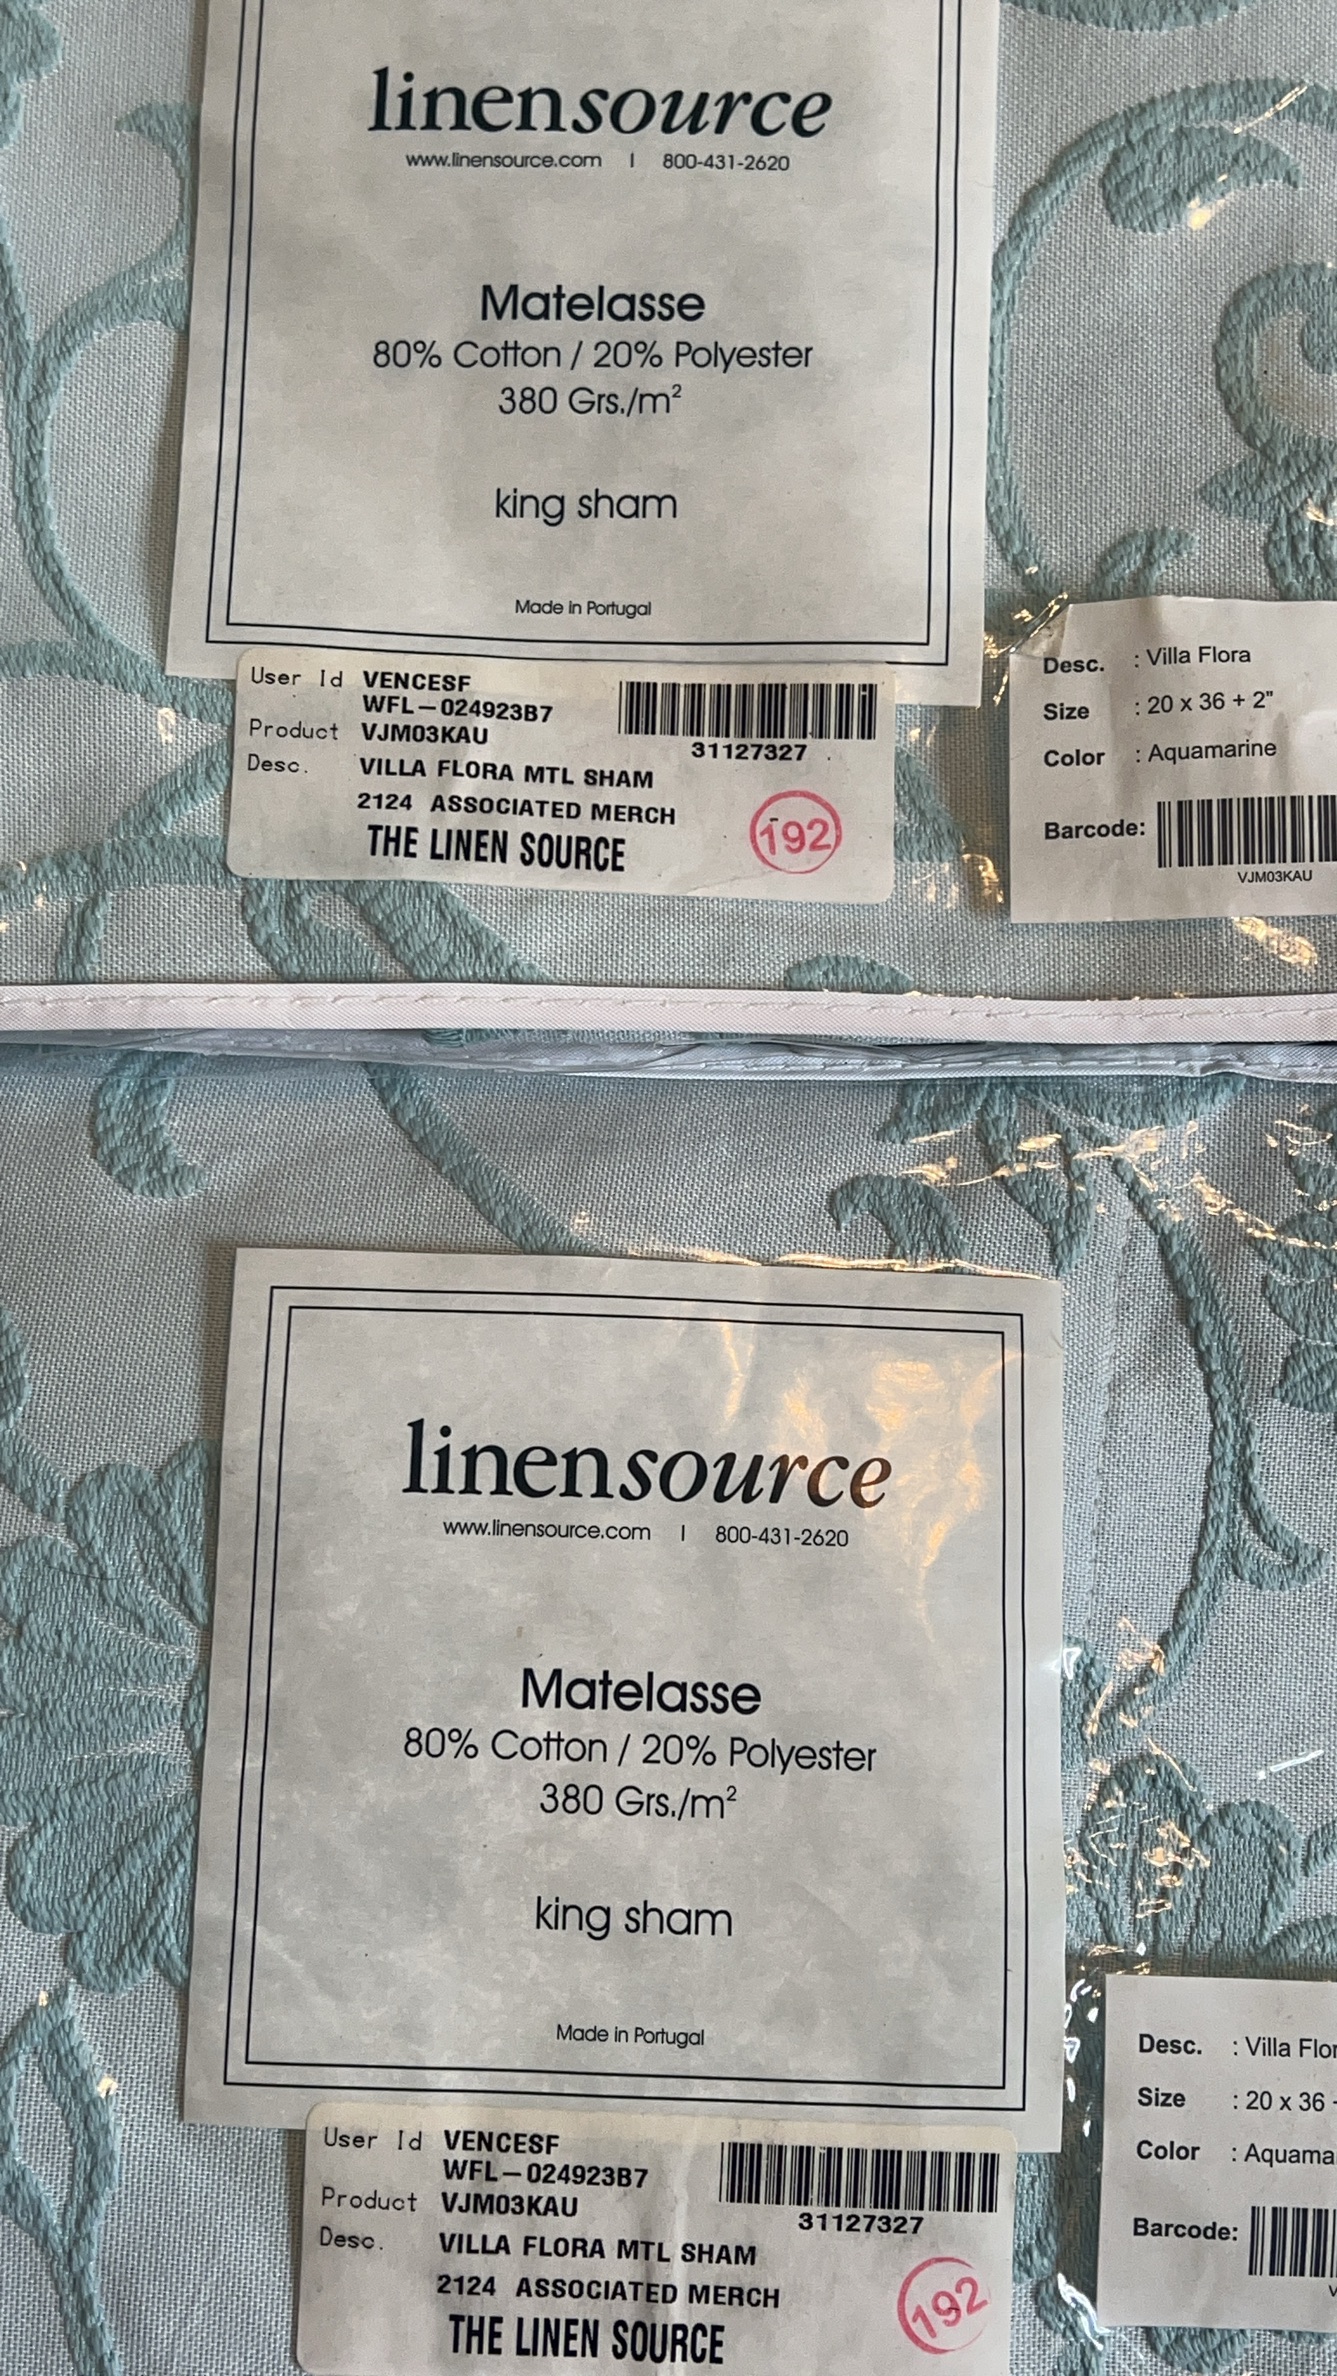 linensource
www.linensource.com | 800-431-2620
Matelasse
80% Cotton / 20% Polyester
380 Grs./m²
king sham
Made in Portugal
User Id VENCESF
WFL-024923B7
Product VJM03KAU
31127327
Desc. VILLA FLORA MTL SHAM
2124 ASSOCIATED MERCH
THE LINEN SOURCE
192
Desc. : Villa Flora
Size : 20 x 36 + 2"
Color : Aquamarine
Barcode:
VJM03KAU
linensource
www.linensource.com | 800-431-2620
Matelasse
80% Cotton / 20% Polyester
380 Grs./m²
king sham
Made in Portugal
User Id VENCESF
WFL-024923B7
Product VJM03KAU
31127327
Desc. VILLA FLORA MTL SHAM
2124 ASSOCIATED MERCH
THE LINEN SOURCE
192
Desc. : Villa Flor
Size : 20 x 36
Color : Aquama
Barcode: